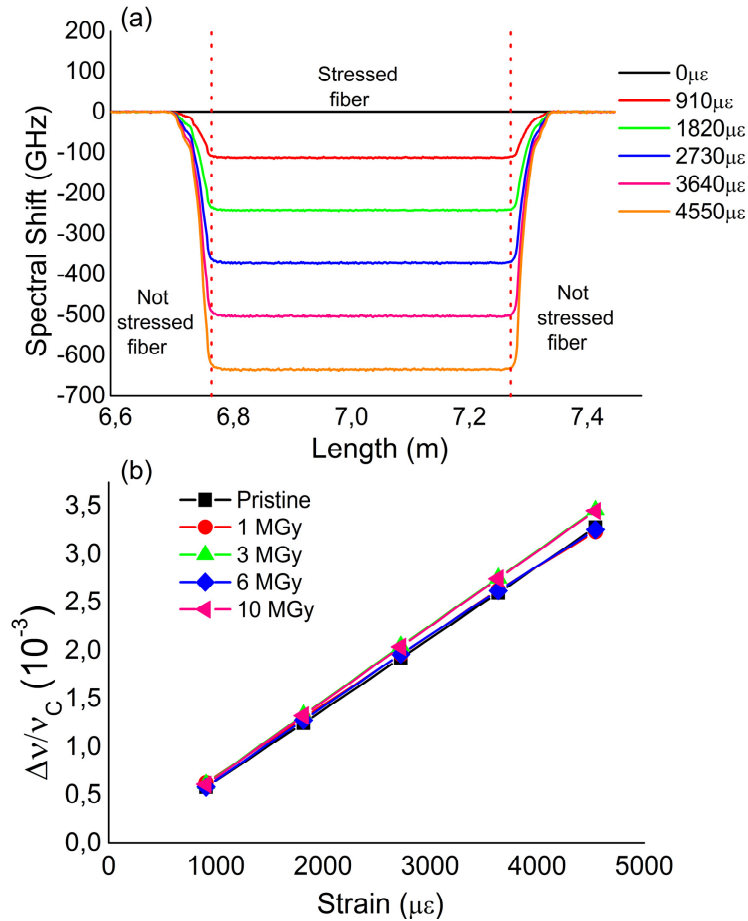 (a)
200
100
0
-100
-200
-300
-400
-500
-600
-700
Spectral Shift (GHz)
Stressed
fiber
Not
stressed
fiber
Not
stressed
fiber
0με
910με
1820με
2730με
3640με
4550με
6,6
6,8
7,0
7,2
7,4
Length (m)
(b)
3,5
3,0
2,5
2,0
1,5
1,0
0,5
0,0
Δν/νC (10-3)
Pristine
1 MGy
3 MGy
6 MGy
10 MGy
0
1000
2000
3000
4000
5000
Strain (με)